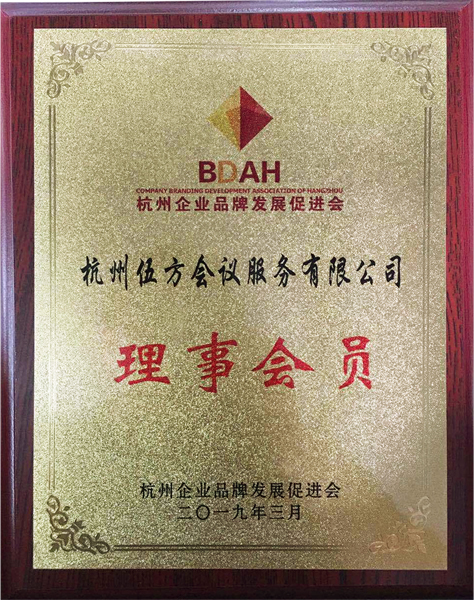 BDAH
COMPANY BRANDING DEVELOPMENT ASSOCIATION OF HANGZHOU
杭州企业品牌发展促进会
杭州伍方会议服务有限公司
理事会员
杭州企业品牌发展促进会
二〇一九年三月